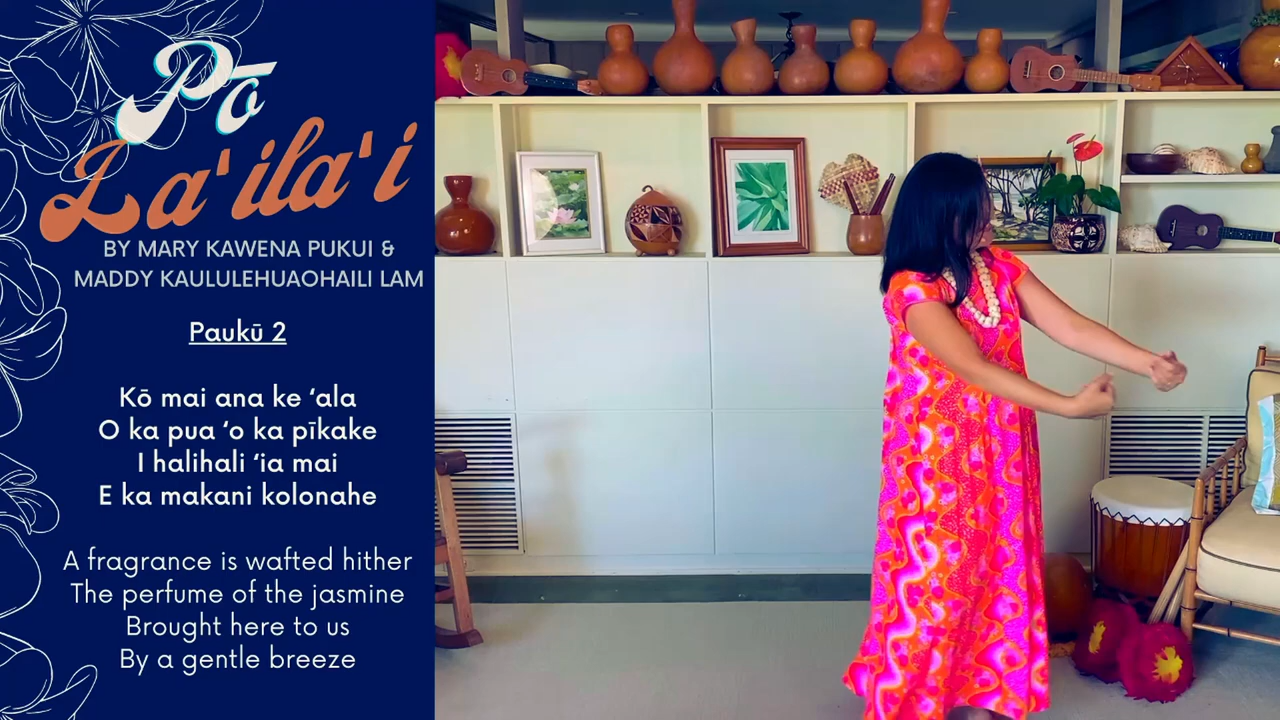 Pō
Laʻilaʻi
BY MARY KAWENA PUKUI &
MADDY KAULULEHUAOHAILI LAM
Paukū 2
Kō mai ana ke ʻala
O ka pua ʻo ka pīkake
I halihali ʻia mai
E ka makani kolonahe
A fragrance is wafted hither
The perfume of the jasmine
Brought here to us
By a gentle breeze